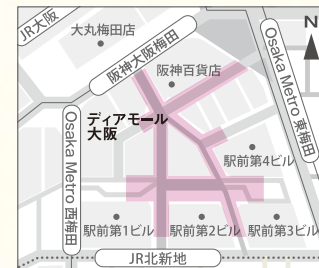 JR大阪
大丸梅田店
阪神大阪梅田
N
阪神百貨店
Osaka Metro 東梅田
ディアモール
大阪
Osaka Metro 西梅田
駅前第4ビル
駅前第1ビル
駅前第2ビル
駅前第3ビル
JR北新地